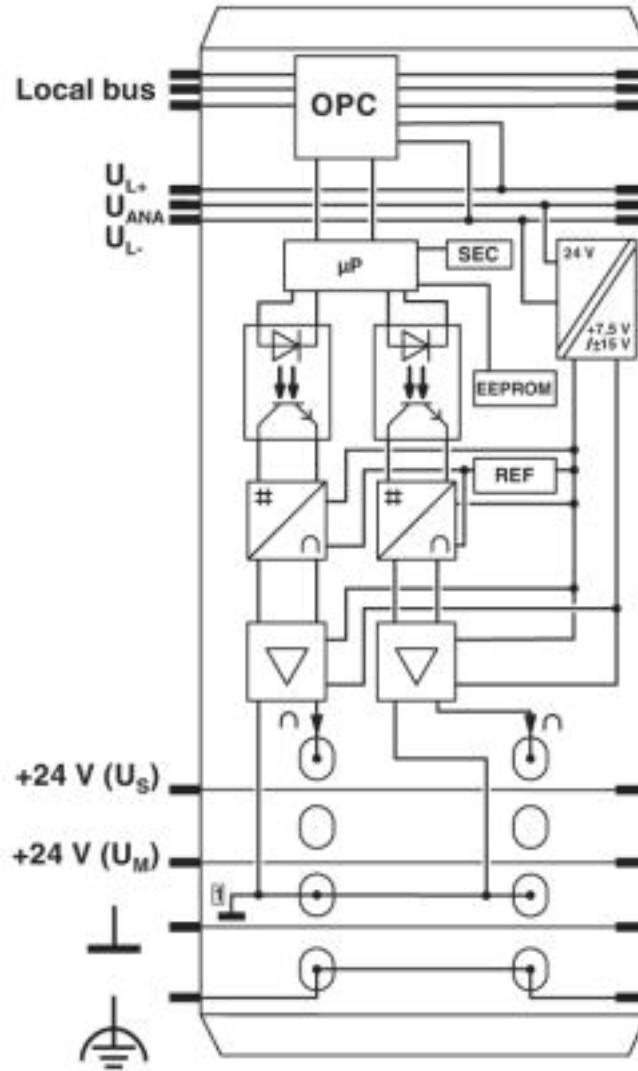 Local bus
OPC
U_L+
U_ANA
U_L-
µP
SEC
24 V
+7,5 V
/±15 V
EEPROM
#
#
REF
∩
∩
∩
∩
+24 V (U_S)
+24 V (U_M)
1